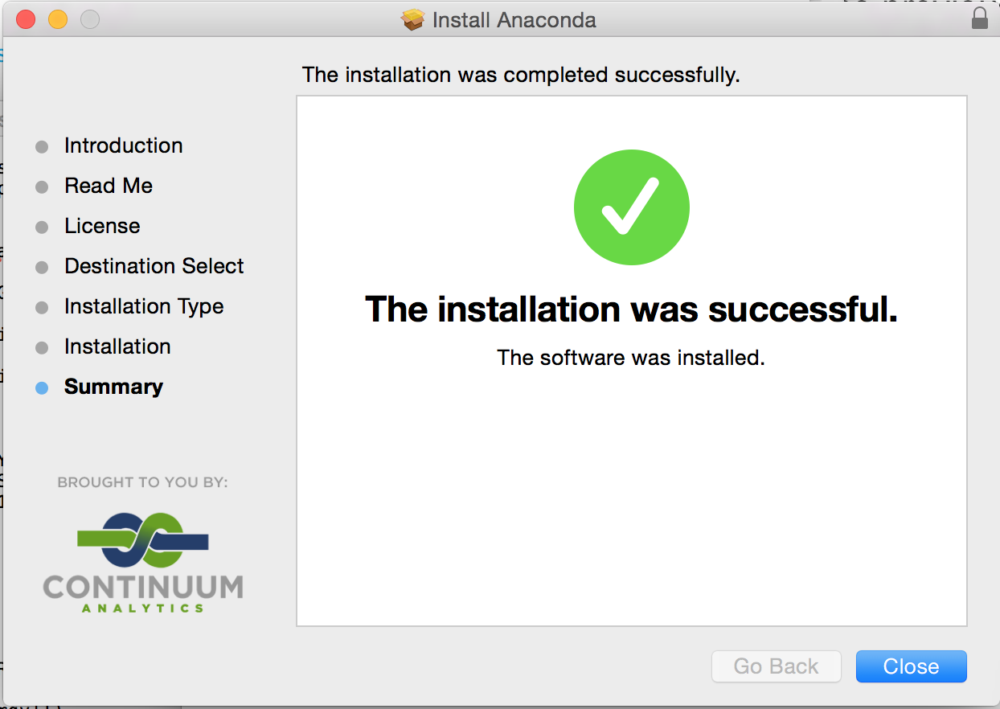 Install Anaconda
The installation was completed successfully.
Introduction
Read Me
License
Destination Select
Installation Type
Installation
Summary
The installation was successful.
The software was installed.
BROUGHT TO YOU BY:
CONTINUUM
ANALYTICS
Go Back
Close